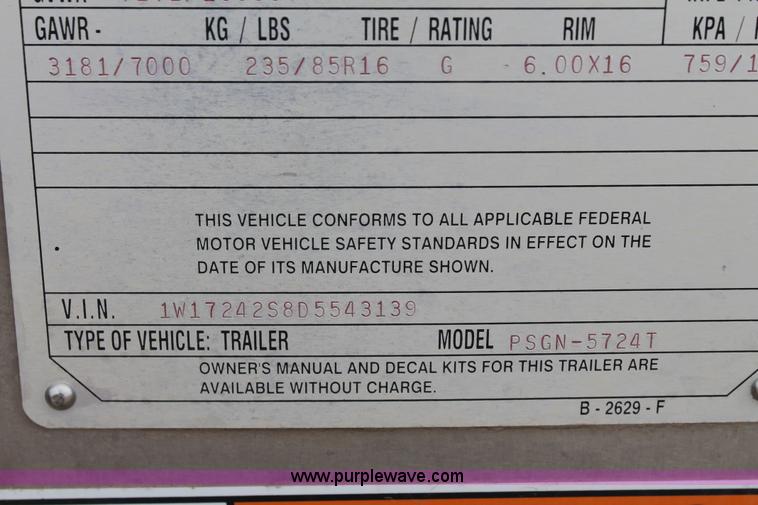 GAWR - KG / LBS TIRE / RATING RIM KPA /
3181/7000 235/85R16 G - 6.00X16 759/1
THIS VEHICLE CONFORMS TO ALL APPLICABLE FEDERAL
MOTOR VEHICLE SAFETY STANDARDS IN EFFECT ON THE
DATE OF ITS MANUFACTURE SHOWN.
V.I.N. 1W17242S8D5543139
TYPE OF VEHICLE: TRAILER MODEL PSGN-5724T
OWNER'S MANUAL AND DECAL KITS FOR THIS TRAILER ARE
AVAILABLE WITHOUT CHARGE.
B - 2629 - F
www.purplewave.com